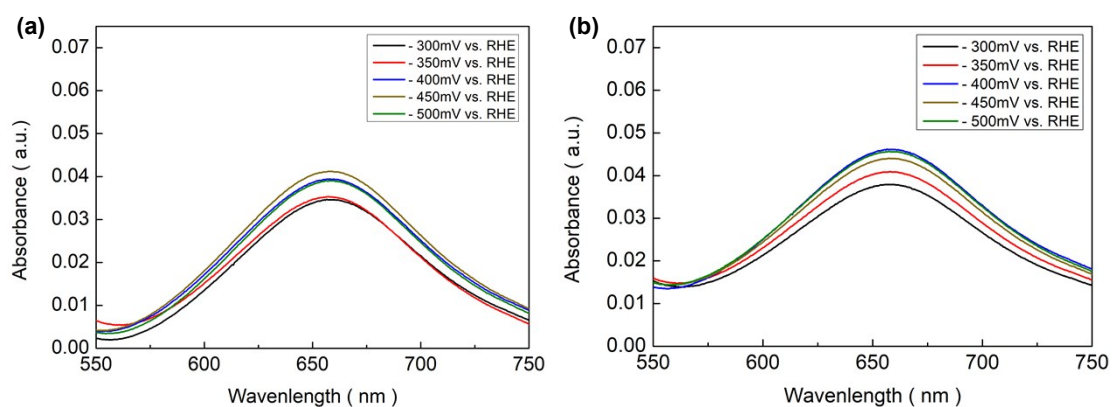 (a)
0.07
0.06
0.05
0.04
0.03
0.02
0.01
0.00
Absorbance ( a.u.)
- 300mV vs. RHE
- 350mV vs. RHE
- 400mV vs. RHE
- 450mV vs. RHE
- 500mV vs. RHE
550 600 650 700 750
Wavenlength ( nm )
(b)
0.07
0.06
0.05
0.04
0.03
0.02
0.01
0.00
Absorbance ( a.u.)
- 300mV vs. RHE
- 350mV vs. RHE
- 400mV vs. RHE
- 450mV vs. RHE
- 500mV vs. RHE
550 600 650 700 750
Wavenlength ( nm )